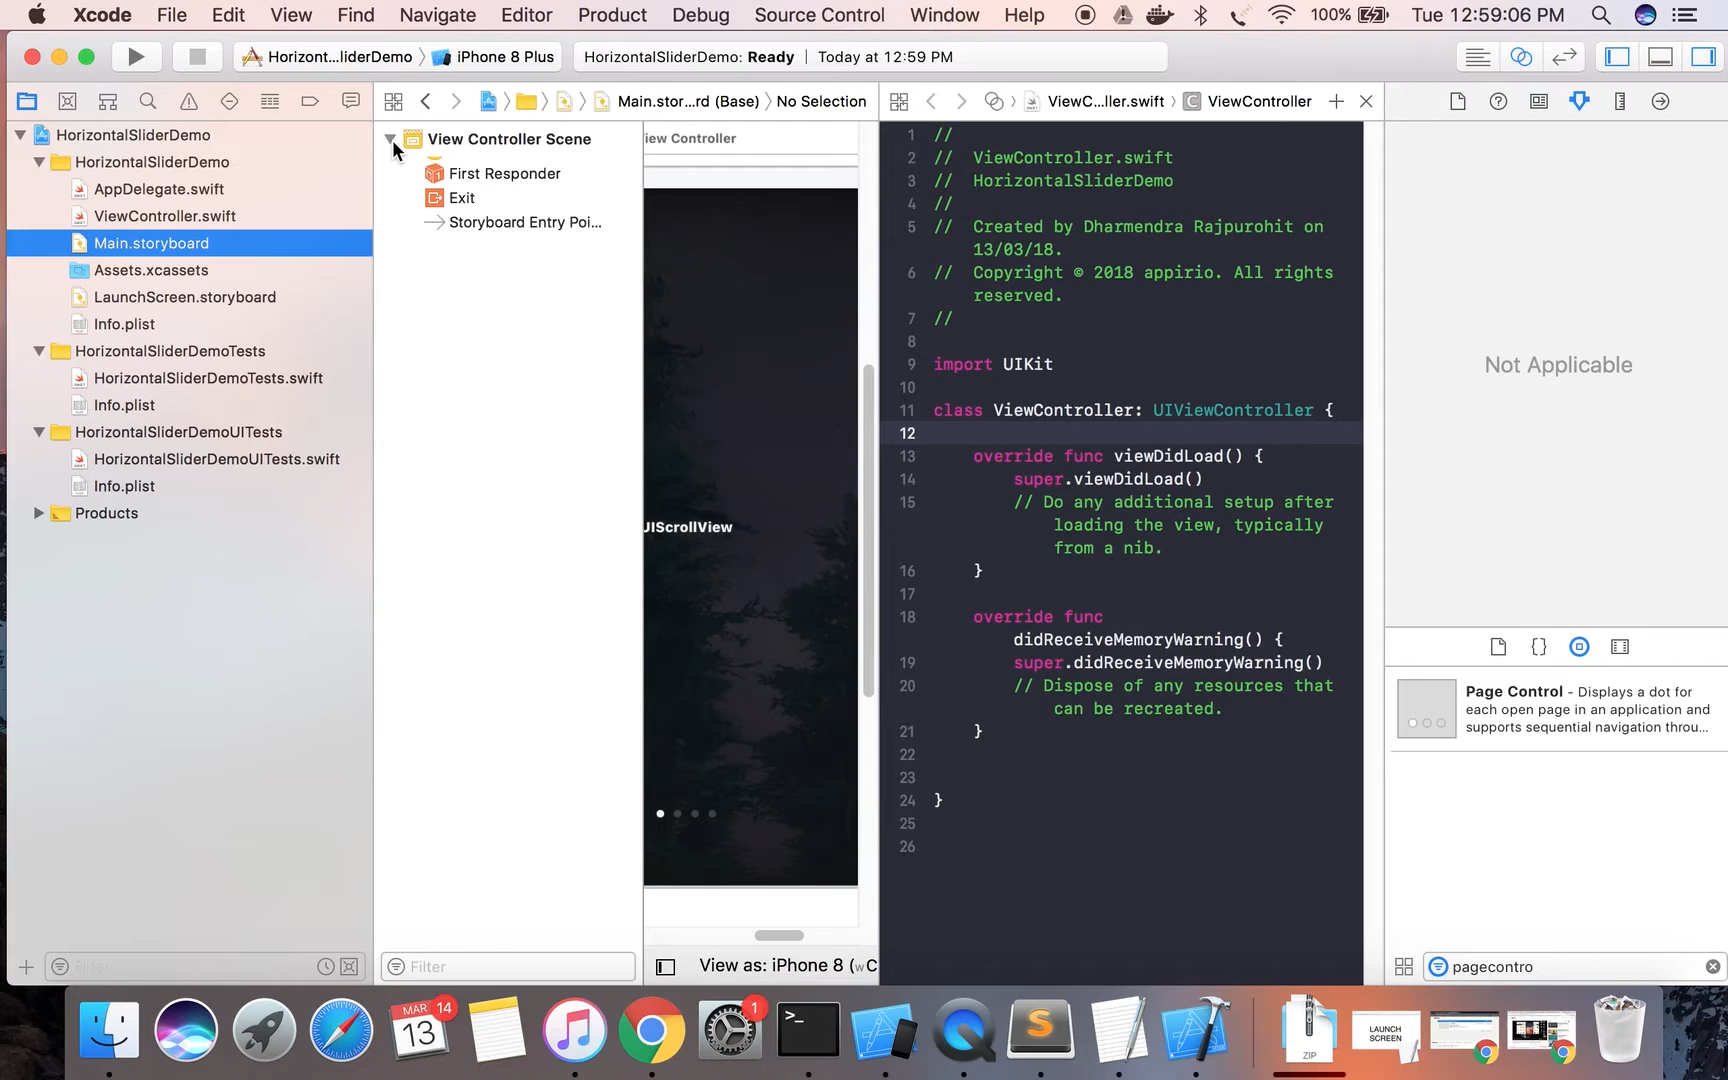 Xcode File Edit View Find Navigate Editor Product Debug Source Control Window Help 100% Tue 12:59:06 PM
Horizont...liderDemo iPhone 8 Plus HorizontalSliderDemo: Ready Today at 12:59 PM
Main.stor...rd (Base) No Selection ViewC...ller.swift C ViewController
HorizontalSliderDemo
HorizontalSliderDemo
AppDelegate.swift
ViewController.swift
Main.storyboard
Assets.xcassets
LaunchScreen.storyboard
Info.plist
HorizontalSliderDemoTests
HorizontalSliderDemoTests.swift
Info.plist
HorizontalSliderDemoUITests
HorizontalSliderDemoUITests.swift
Info.plist
Products
Filter
View Controller Scene
First Responder
Exit
Storyboard Entry Poi...
Filter
iew Controller
UIScrollView
View as: iPhone 8 (wC
1 //
2 // ViewController.swift
3 // HorizontalSliderDemo
4 //
5 // Created by Dharmendra Rajpurohit on
13/03/18.
6 // Copyright © 2018 appirio. All rights
reserved.
7 //
8
9 import UIKit
10
11 class ViewController: UIViewController {
12
13 override func viewDidLoad() {
14 super.viewDidLoad()
15 // Do any additional setup after
loading the view, typically
from a nib.
16 }
17
18 override func
didReceiveMemoryWarning() {
19 super.didReceiveMemoryWarning()
20 // Dispose of any resources that
can be recreated.
21 }
22
23
24 }
25
26
Not Applicable
Page Control - Displays a dot for
each open page in an application and
supports sequential navigation throu...
pagecontro
MAR 14
13
1
>_
S
ZIP
LAUNCH
SCREEN